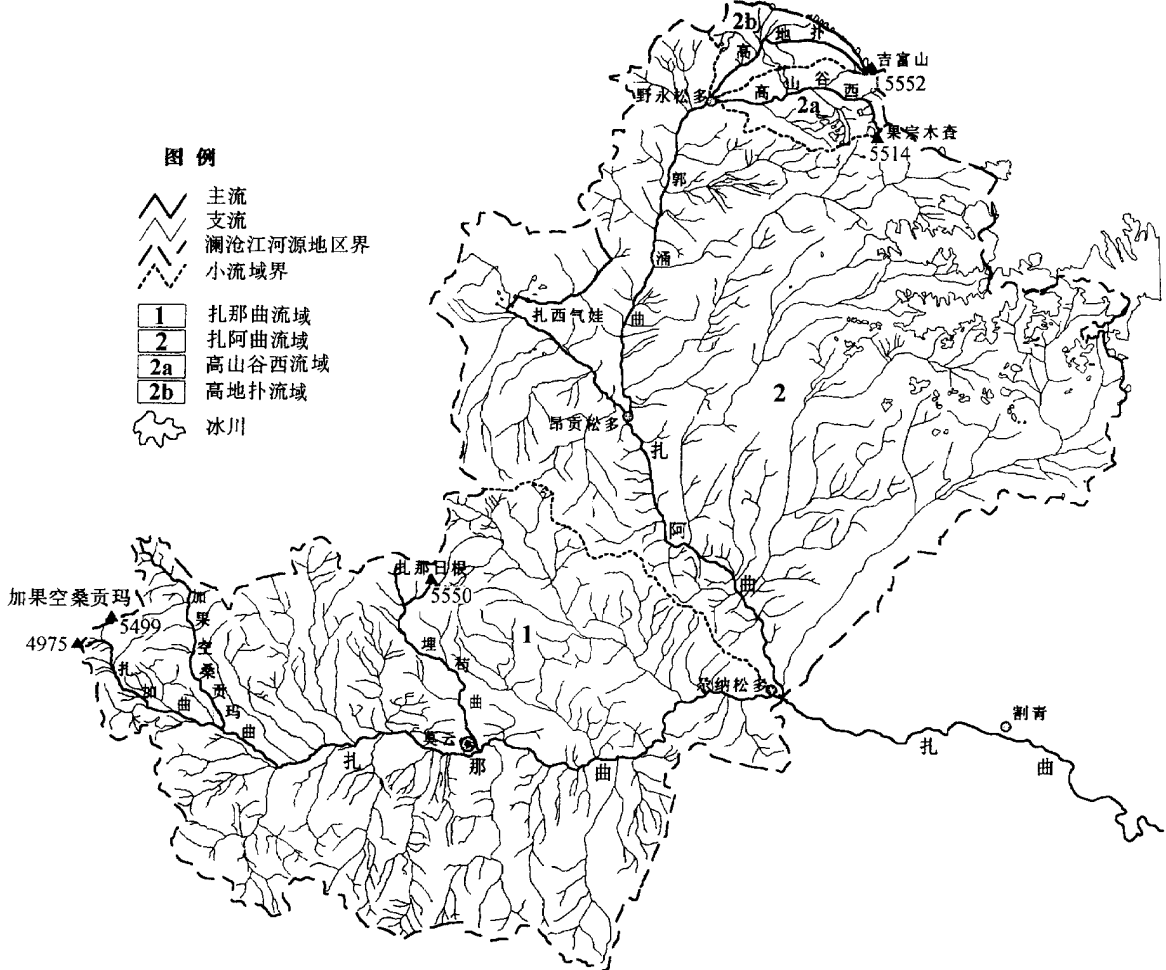 2b
高地扑
吉富山
5552
野永松多
高山谷西
2a
果宗木查
5514
图例
主流
支流
澜沧江河源地区界
小流域界
1 扎那曲流域
2 扎阿曲流域
2a 高山谷西流域
2b 高地扑流域
冰川
郭涌曲
扎西气娃
2
昂贡松多
扎阿曲
扎那日根
5550
加果空桑贡玛
5499
4975
加果空桑贡玛曲
扎加曲
1
尕纳松多
莫云
扎那曲
割青
扎曲